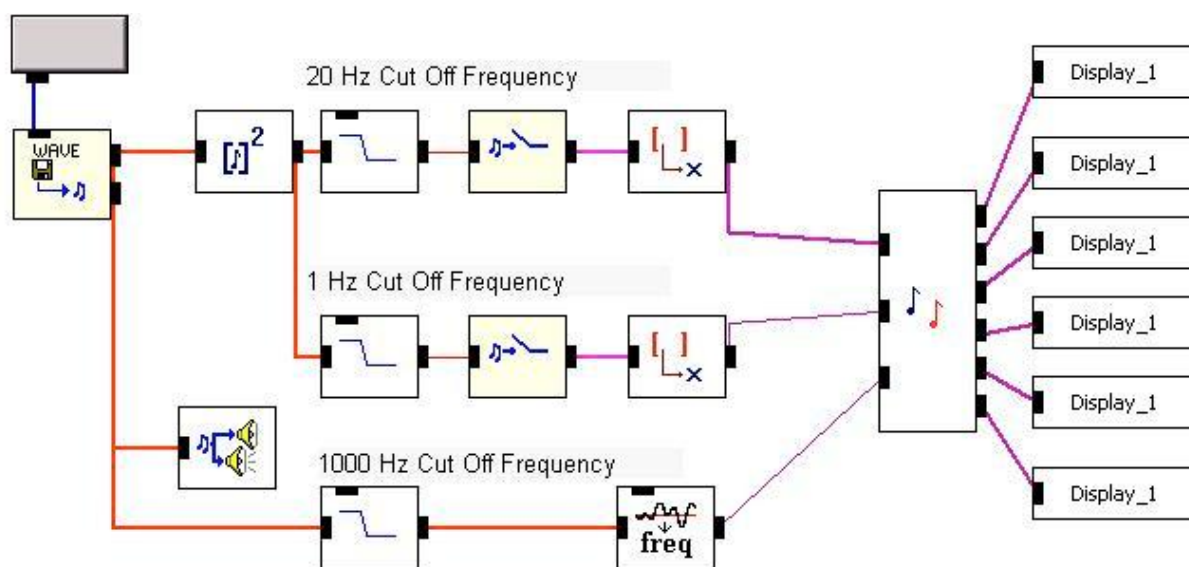 20 Hz Cut Off Frequency
Display_1
WAVE
[♪]²
[ ]
x
Display_1
Display_1
1 Hz Cut Off Frequency
[ ]
x
Display_1
Display_1
1000 Hz Cut Off Frequency
freq
Display_1